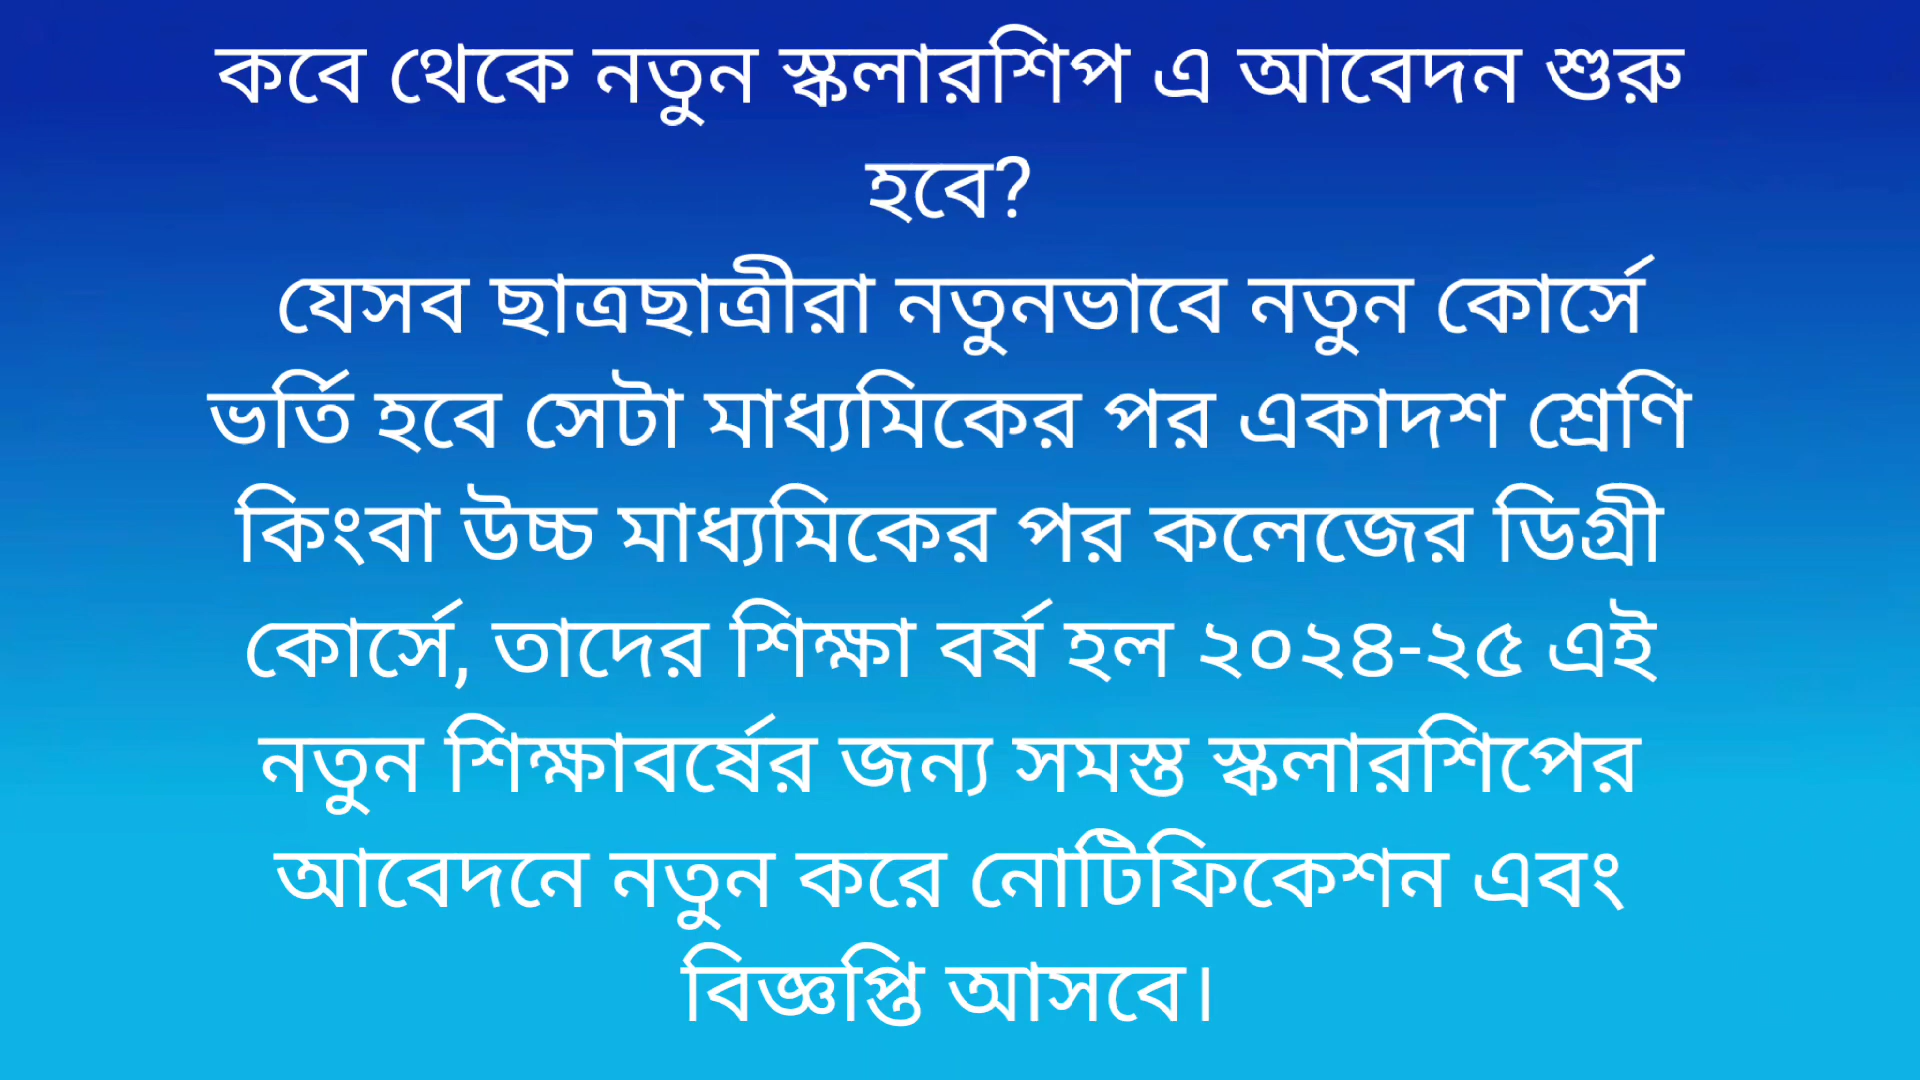 কবে থেকে নতুন স্কলারশিপ এ আবেদন শুরু
হবে?
যেসব ছাত্রছাত্রীরা নতুনভাবে নতুন কোর্সে
ভর্তি হবে সেটা মাধ্যমিকের পর একাদশ শ্রেণি
কিংবা উচ্চ মাধ্যমিকের পর কলেজের ডিগ্রী
কোর্সে, তাদের শিক্ষা বর্ষ হল ২০২৪-২৫ এই
নতুন শিক্ষাবর্ষের জন্য সমস্ত স্কলারশিপের
আবেদনে নতুন করে নোটিফিকেশন এবং
বিজ্ঞপ্তি আসবে।